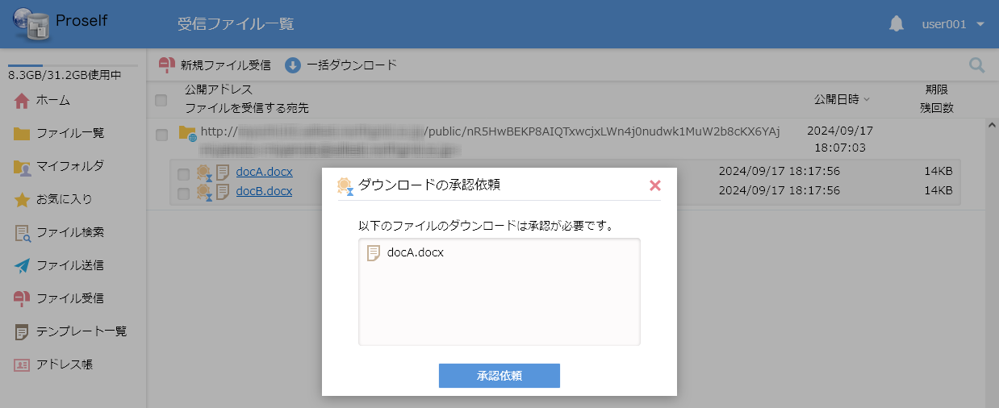 Proself
受信ファイル一覧
user001
8.3GB/31.2GB使用中
ホーム
ファイル一覧
マイフォルダ
お気に入り
ファイル検索
ファイル送信
ファイル受信
テンプレート一覧
アドレス帳
新規ファイル受信 一括ダウンロード
公開アドレス
ファイルを受信する宛先
公開日時
期限
残回数
http:// /public/nR5HwBEKP8AIQTxwcjxLWn4j0nudwk1MuW2b8cKX6YAj
2024/09/17
18:07:03
docA.docx 2024/09/17 18:17:56 14KB
docB.docx 2024/09/17 18:17:56 14KB
ダウンロードの承認依頼
以下のファイルのダウンロードは承認が必要です。
docA.docx
承認依頼